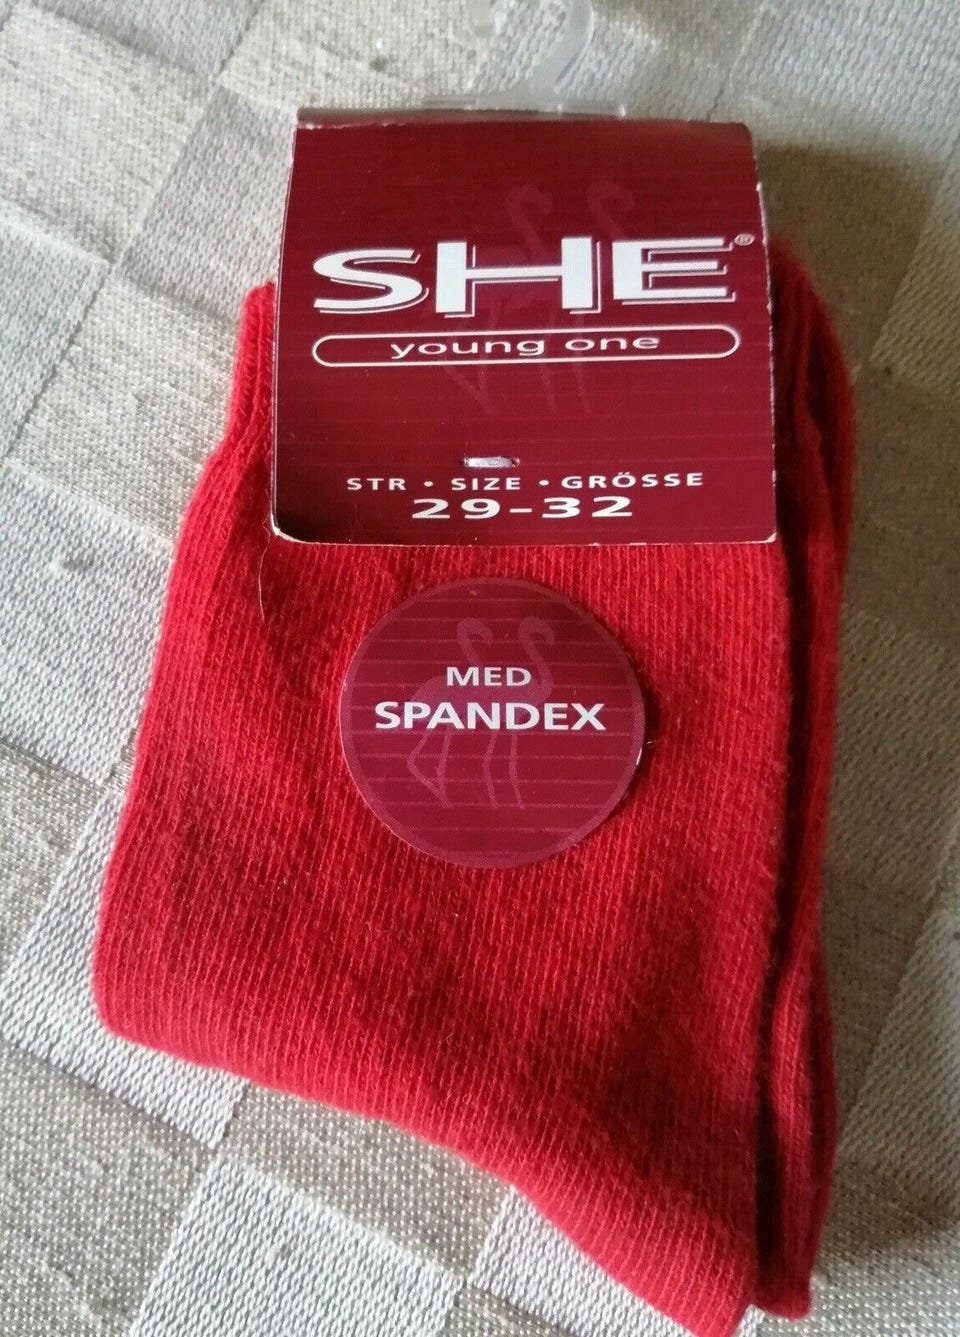 SHE®
young one
STR • SIZE • GRÖSSE
29-32
MED
SPANDEX